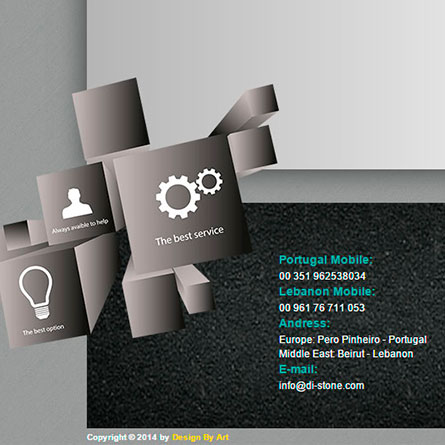 Always avaible to help
The best service
The best option
Portugal Mobile;
00 351 962538034
Lebanon Mobile:
00 961 76 711 053
Andress:
Europe: Pero Pinheiro - Portugal
Middle East: Beirut - Lebanon
E-mail:
info@di-stone.com
Copyright © 2014 by Design By Art